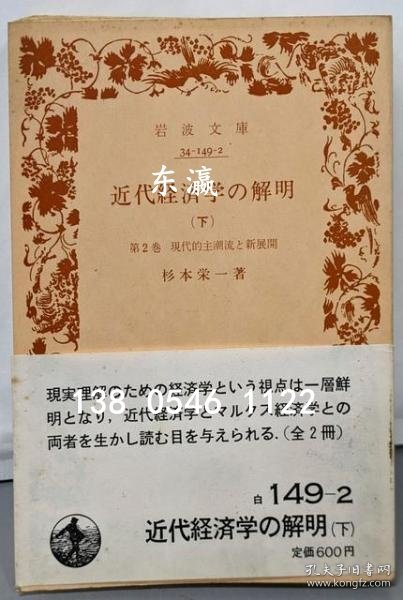 岩波文庫
34-149-2
东瀛
近代経済学の解明
(下)
第2巻 現代的主潮流と新展開
杉本栄一著
現実理解のための経済学という視点は一層鮮
明となり,近代経済学とマルクス経済学との
両者を生かし読む目を与えられる.(全2冊)
138 0546 1122
白 149-2
近代経済学の解明(下)
定価600円
孔夫子旧书网
www.kongfz.com